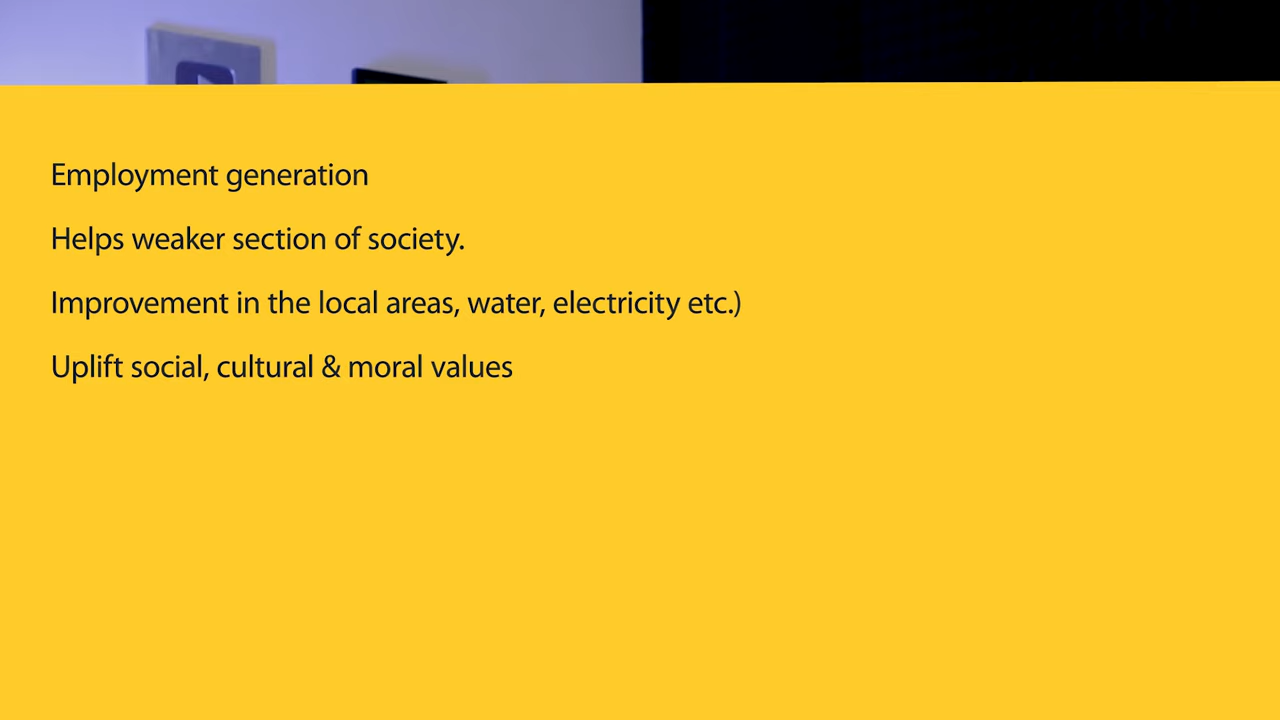 Employment generation
Helps weaker section of society.
Improvement in the local areas, water, electricity etc.)
Uplift social, cultural & moral values